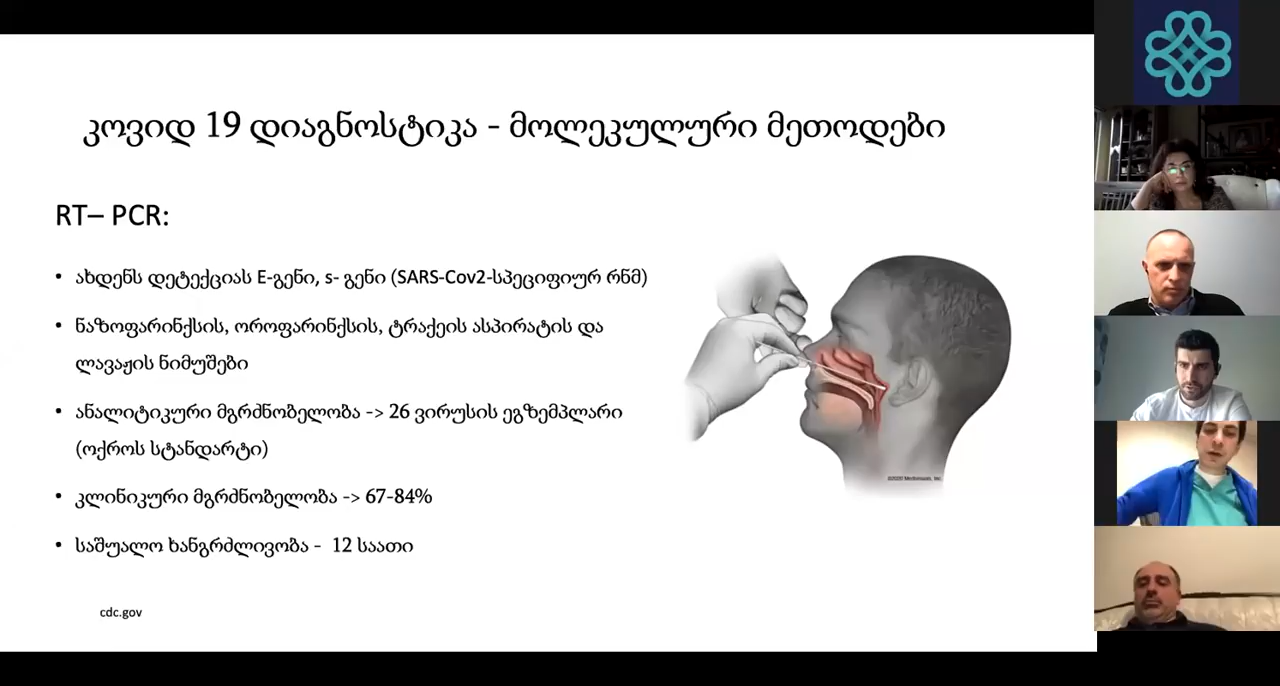 კოვიდ 19 დიაგნოსტიკა - მოლეკულური მეთოდები
RT– PCR:
• ახდენს დეტექციას E-გენი, s- გენი (SARS-Cov2-სპეციფიურ რნმ)
• ნაზოფარინქსის, ოროფარინქსის, ტრაქეის ასპირატის და
ლავაჟის ნიმუშები
• ანალიტიკური მგრძნობელობა -> 26 ვირუსის ეგზემპლარი
(ოქროს სტანდარტი)
• კლინიკური მგრძნობელობა -> 67-84%
• საშუალო ხანგრძლივობა - 12 საათი
cdc.gov